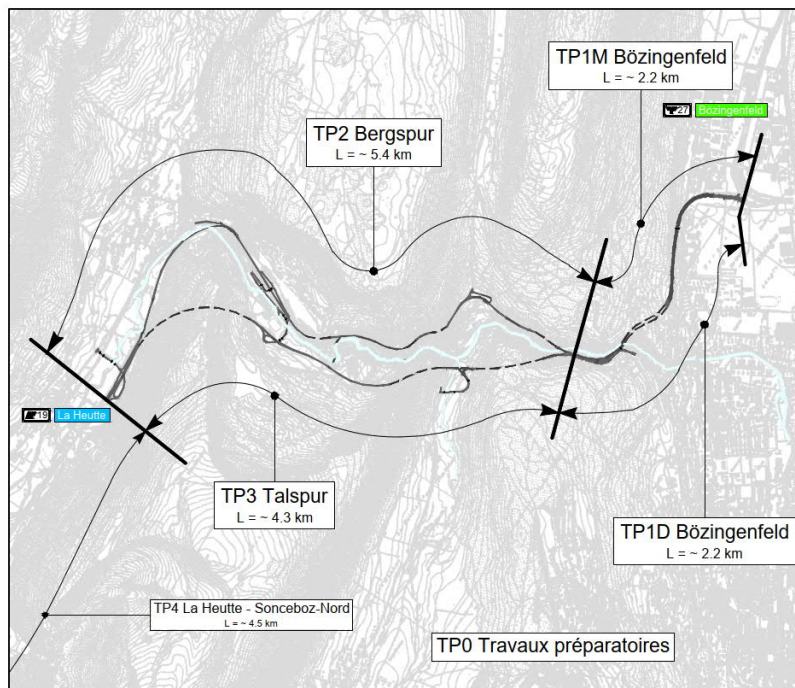 TP1M Bözingenfeld
L = ~ 2.2 km
27 Bözingenfeld
TP2 Bergspur
L = ~ 5.4 km
19 La Heutte
TP3 Talspur
L = ~ 4.3 km
TP1D Bözingenfeld
L = ~ 2.2 km
TP4 La Heutte - Sonceboz-Nord
L = ~ 4.5 km
TP0 Travaux préparatoires